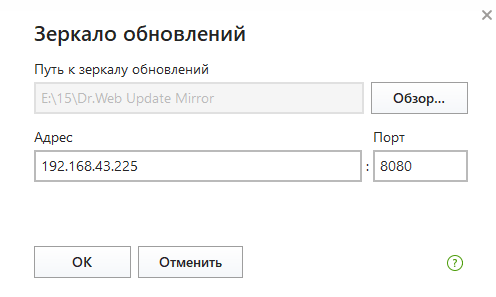 Зеркало обновлений
Путь к зеркалу обновлений
E:\15\Dr.Web Update Mirror
Обзор...
Адрес
Порт
192.168.43.225
:
8080
ОК
Отменить
?